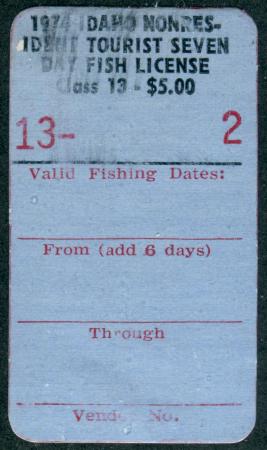 1974 IDAHO NONRES-
IDENT TOURIST SEVEN
DAY FISH LICENSE
Class 13 - $5.00
13- 2
Valid Fishing Dates:
From (add 6 days)
Through
Vendor No.